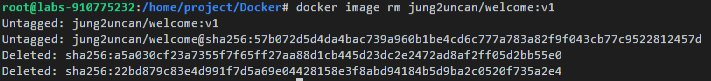 root@labs-910775232:/home/project/Docker# docker image rm jung2uncan/welcome:v1
Untagged: jung2uncan/welcome:v1
Untagged: jung2uncan/welcome@sha256:57b072d5d4da4bac739a960b1be4cd6c777a783a82f9f043cb77c9522812457d
Deleted: sha256:a5a030cf23a7355f7f65ff27aa88d1cb445d23dc2e2472ad8af2ff05d2bb55e0
Deleted: sha256:22bd879c83e4d991f7d5a69e04428158e3f8abd94184b5d9ba2c0520f735a2e4